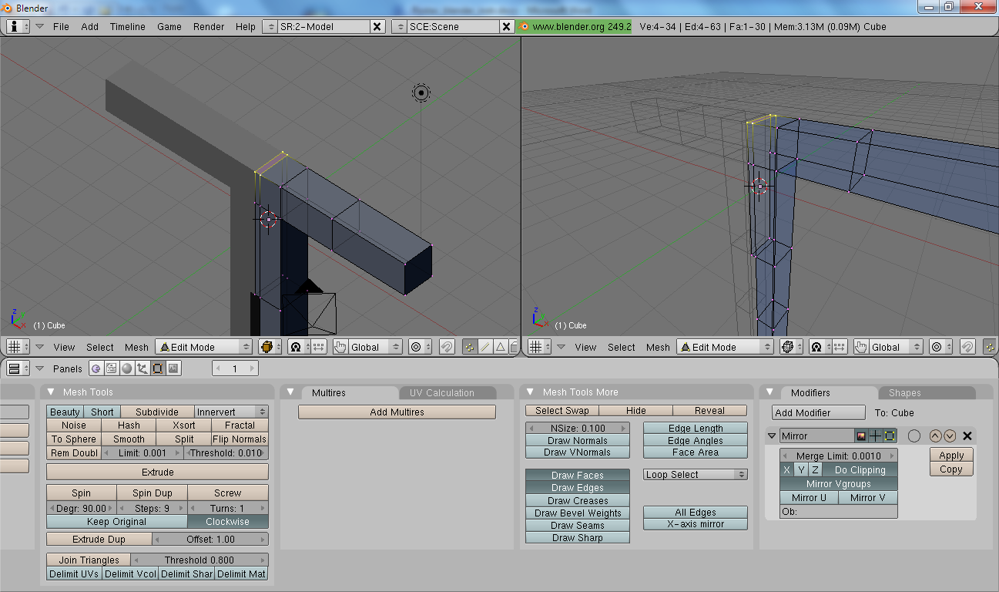 Blender
File Add Timeline Game Render Help SR:2-Model SCE:Scene www.blender.org 249.2 Ve:4-34 | Ed:4-63 | Fa:1-30 | Mem:3.13M (0.09M) Cube
z x (1) Cube
z x (1) Cube
View Select Mesh Edit Mode Global
View Select Mesh Edit Mode Global
Panels 1
Mesh Tools
Beauty Short Subdivide Innervert
Noise Hash Xsort Fractal
To Sphere Smooth Split Flip Normals
Rem Doubl Limit: 0.001 Threshold: 0.010
Extrude
Spin Spin Dup Screw
Degr: 90.00 Steps: 9 Turns: 1
Keep Original Clockwise
Extrude Dup Offset: 1.00
Join Triangles Threshold 0.800
Delimit UVs Delimit Vcol Delimit Shar Delimit Mat
Multires UV Calculation
Add Multires
Mesh Tools More
Select Swap Hide Reveal
NSize: 0.100 Edge Length
Draw Normals Edge Angles
Draw VNormals Face Area
Draw Faces Loop Select
Draw Edges
Draw Creases
Draw Bevel Weights All Edges
Draw Seams X-axis mirror
Draw Sharp
Modifiers Shapes
Add Modifier To: Cube
Mirror
Merge Limit: 0.0010 Apply
X Y Z Do Clipping Copy
Mirror Vgroups
Mirror U Mirror V
Ob: